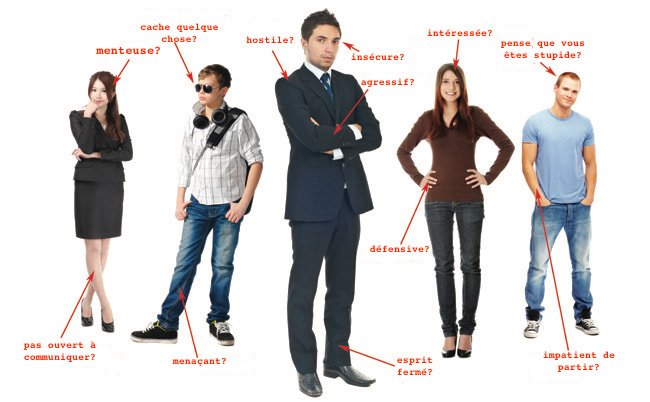 menteuse?
cache quelque
chose?
hostile?
insécure?
agressif?
intéressée?
pense que vous
êtes stupide?
défensive?
pas ouvert à
communiquer?
menaçant?
esprit
fermé?
impatient de
partir?